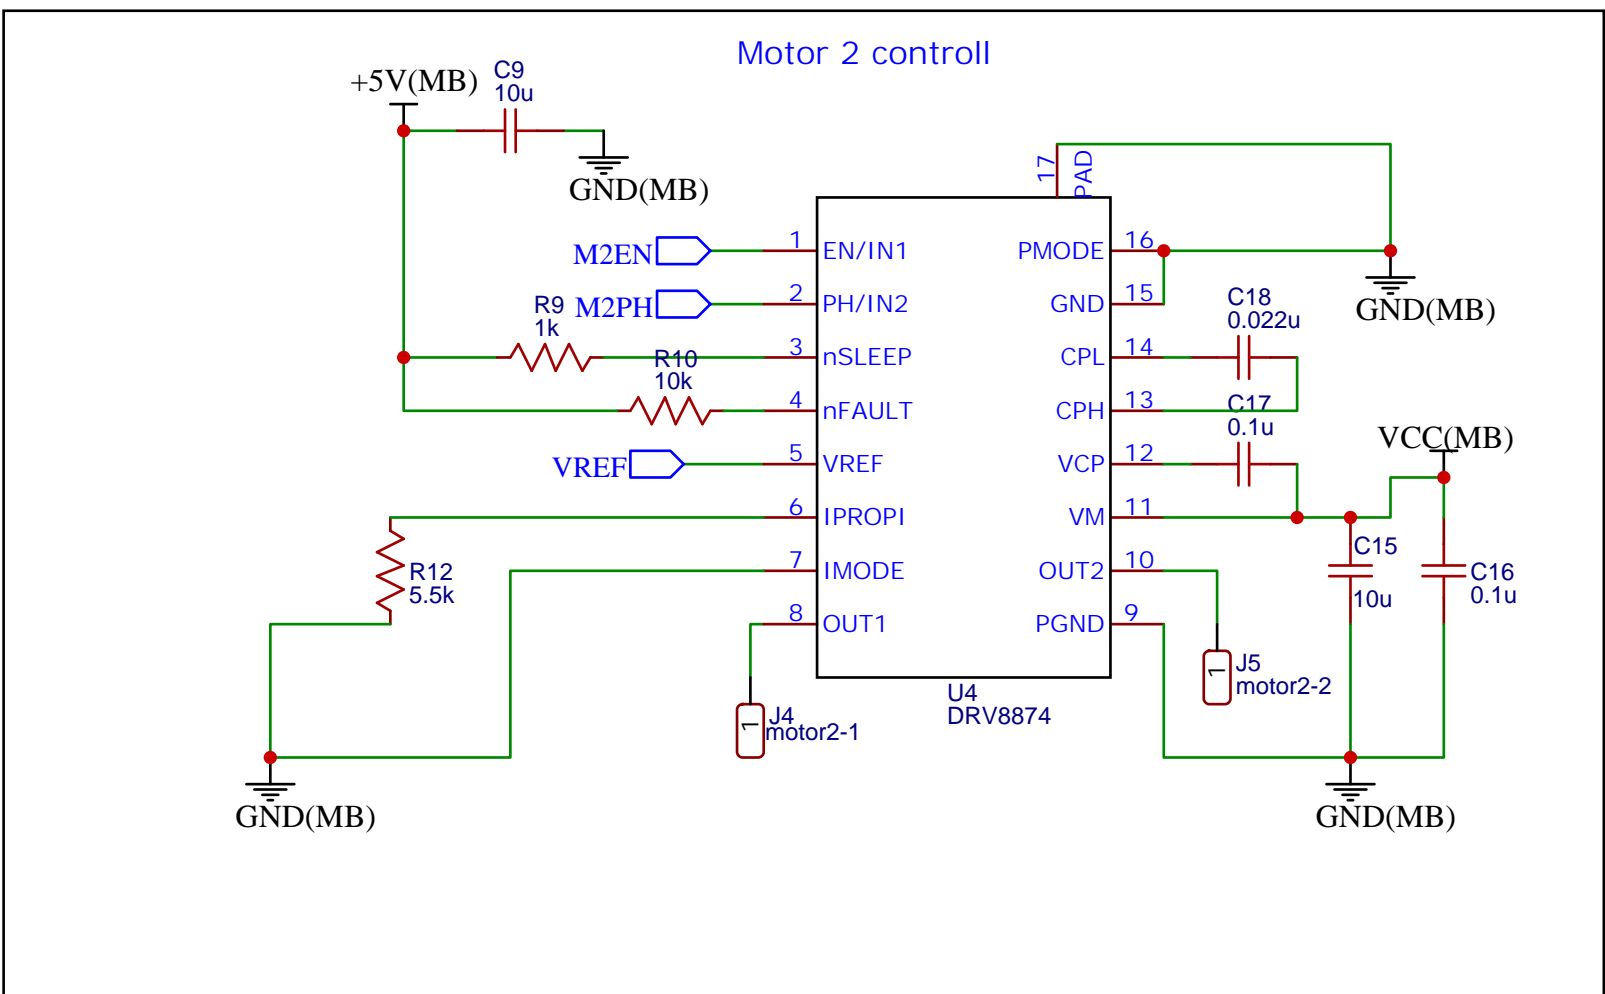 Motor 2 controll
+5V(MB)
C9
10u
GND(MB)
17
PAD
M2EN
1
EN/IN1
PMODE
16
M2PH
2
PH/IN2
GND
15
GND(MB)
R9
1k
3
nSLEEP
CPL
14
C18
0.022u
R10
10k
4
nFAULT
CPH
13
C17
0.1u
VREF
5
VREF
VCP
12
VCC(MB)
6
IPROPI
VM
11
R12
5.5k
7
IMODE
OUT2
10
C15
10u
C16
0.1u
8
OUT1
PGND
9
1
J4
motor2-1
U4
DRV8874
1
J5
motor2-2
GND(MB)
GND(MB)